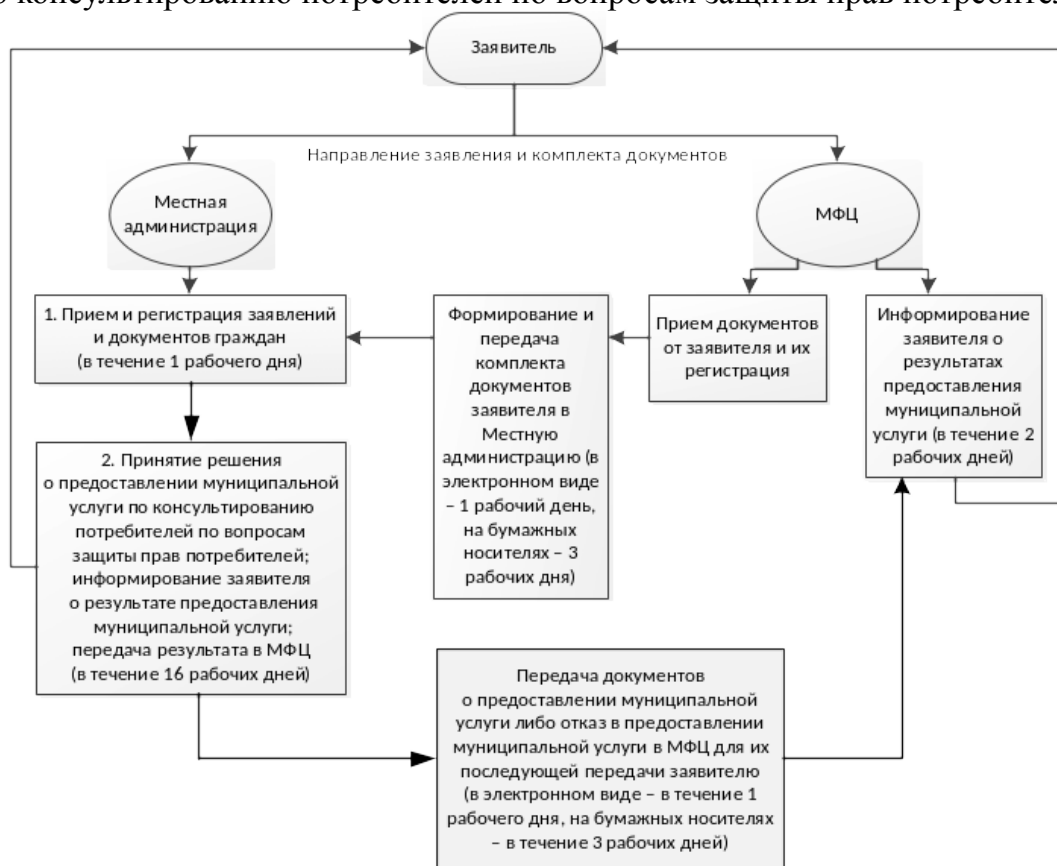 о консультированию потребителей по вопросам защиты прав потребител
Заявитель
Направление заявления и комплекта документов
Местная
администрация
МФЦ
1. Прием и регистрация заявлений
и документов граждан
(в течение 1 рабочего дня)
Формирование и
передача
комплекта
документов
заявителя в
Местную
администрацию (в
электронном виде
– 1 рабочий день,
на бумажных
носителях – 3
рабочих дня)
Прием документов
от заявителя и их
регистрация
Информирование
заявителя о
результатах
предоставления
муниципальной
услуги (в течение 2
рабочих дней)
2. Принятие решения
о предоставлении муниципальной
услуги по консультированию
потребителей по вопросам
защиты прав потребителей;
информирование заявителя
о результате предоставления
муниципальной услуги;
передача результата в МФЦ
(в течение 16 рабочих дней)
Передача документов
о предоставлении муниципальной
услуги либо отказ в предоставлении
муниципальной услуги в МФЦ для их
последующей передачи заявителю
(в электронном виде – в течение 1
рабочего дня, на бумажных носителях
– в течение 3 рабочих дней)